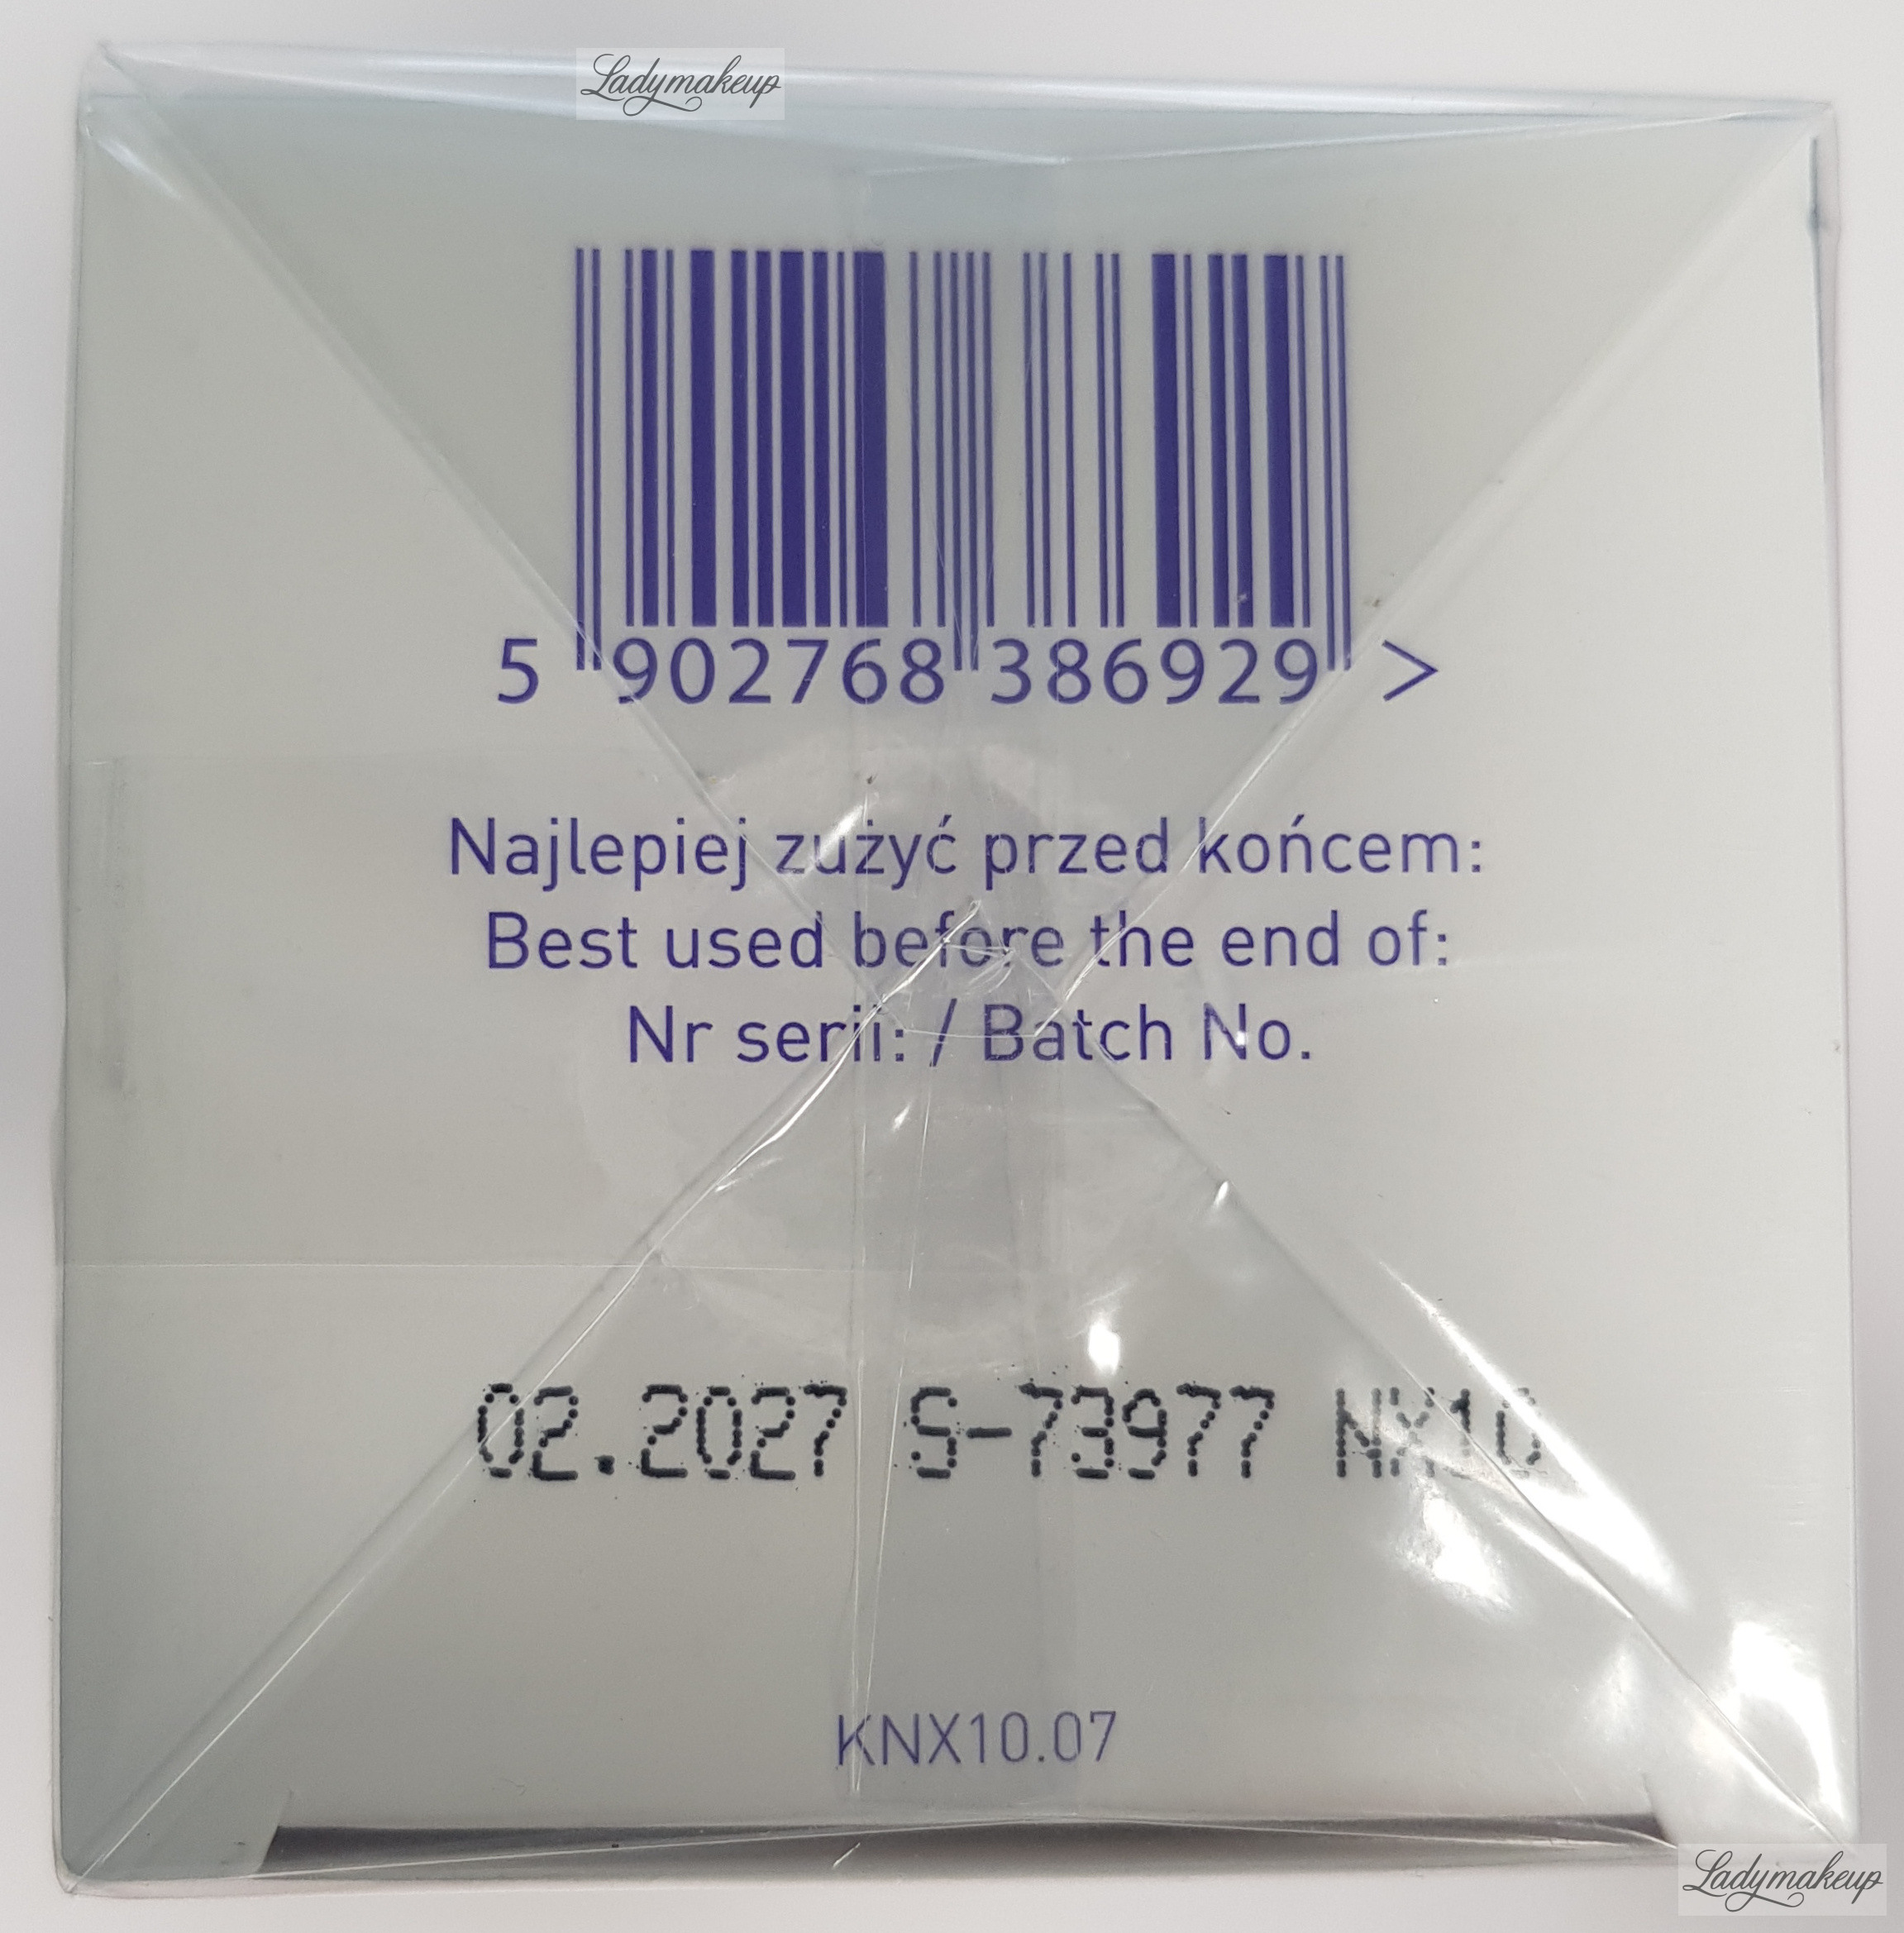 Ladymakeup
5 902768 386929 >
Najlepiej zużyć przed końcem:
Best used before the end of:
Nr serii: / Batch No.
02.2027 S-73977 NX10
KNX10.07
Ladymakeup